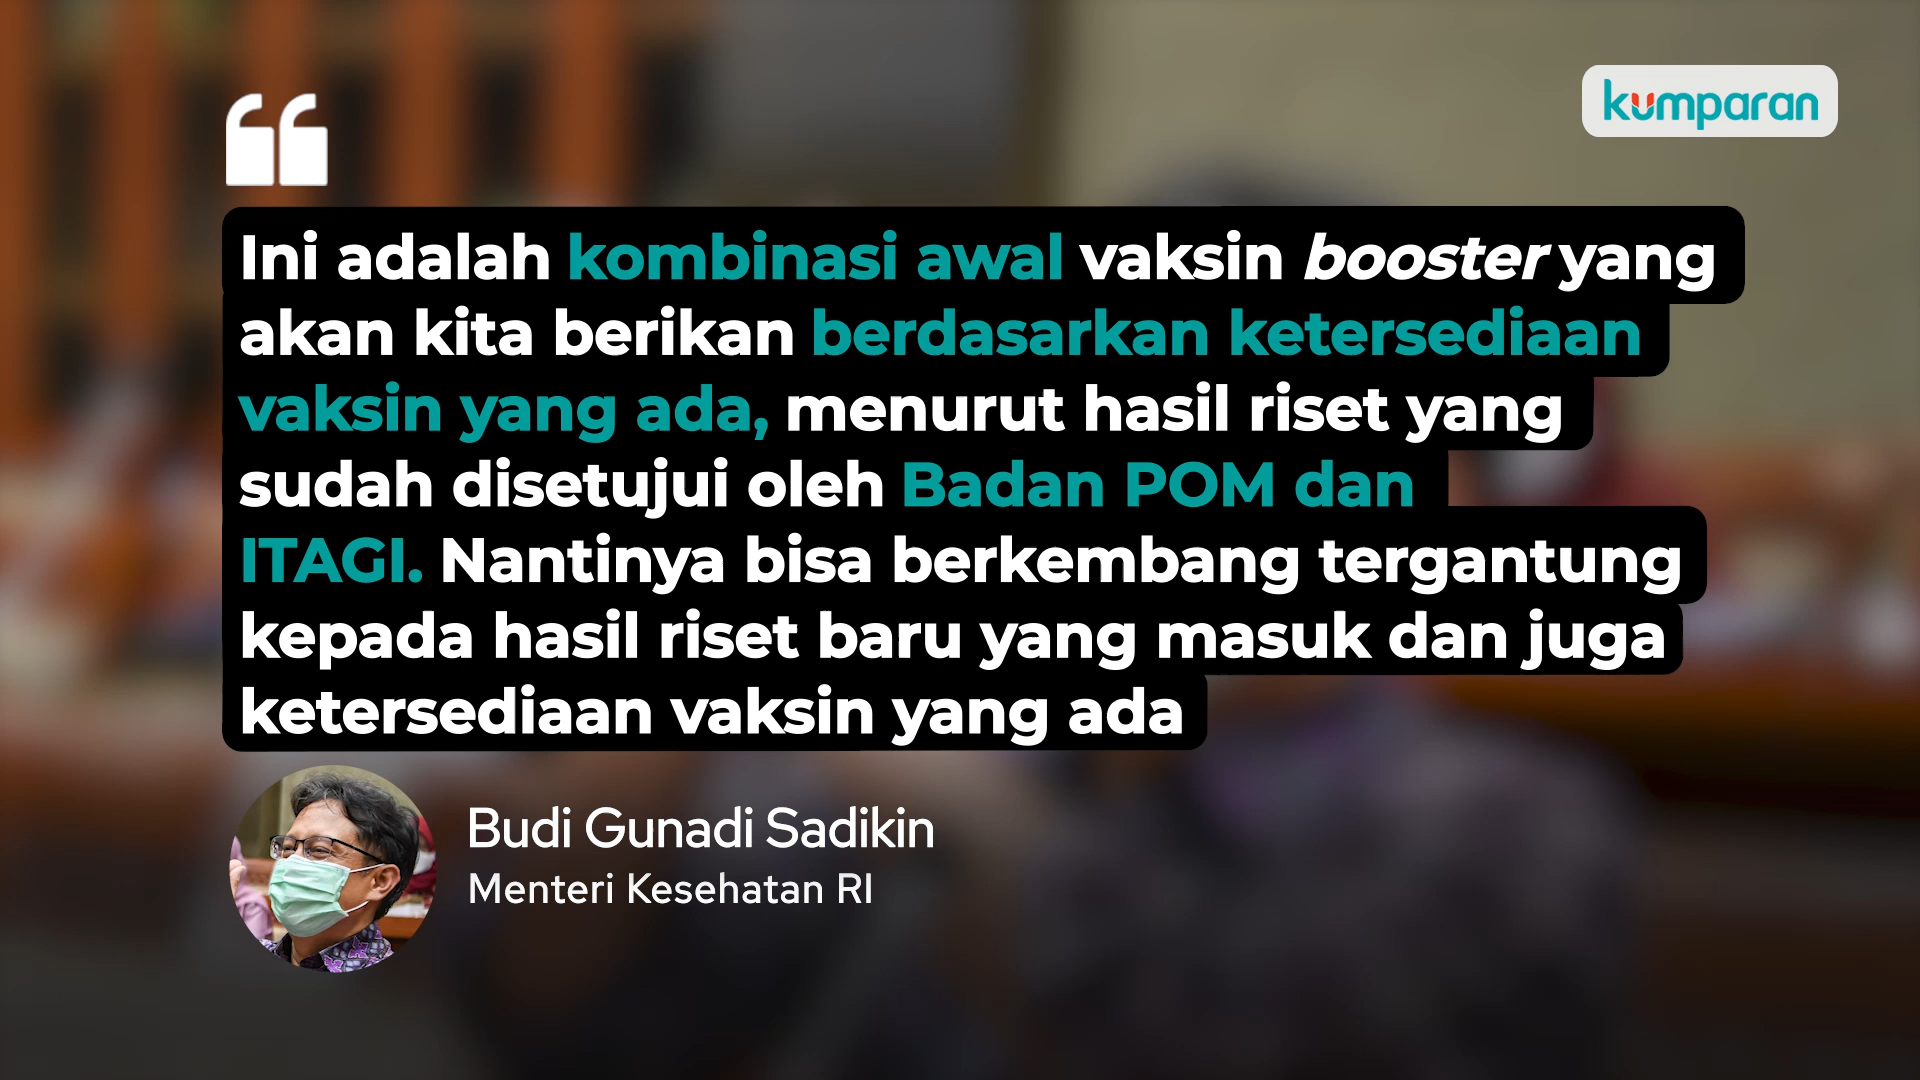 kumparan
Ini adalah kombinasi awal vaksin booster yang
akan kita berikan berdasarkan ketersediaan
vaksin yang ada, menurut hasil riset yang
sudah disetujui oleh Badan POM dan
ITAGI. Nantinya bisa berkembang tergantung
kepada hasil riset baru yang masuk dan juga
ketersediaan vaksin yang ada
Budi Gunadi Sadikin
Menteri Kesehatan RI